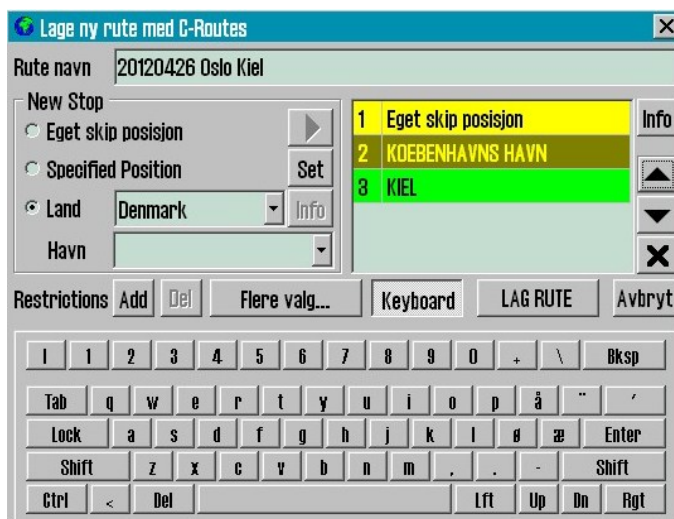 Lage ny rute med C-Routes
Rute navn 20120426 Oslo Kiel
New Stop
Eget skip posisjon
Specified Position Set
Land Denmark Info
Havn
1 Eget skip posisjon Info
2 KOEBENHAVNS HAVN
3 KIEL
Restrictions Add Del Flere valg... Keyboard LAG RUTE Avbryt
| 1 2 3 4 5 6 7 8 9 0 + \ Bksp
Tab q w e r t y u i o p å ¨ ´
Lock a s d f g h j k l ø æ Enter
Shift z x c v b n m , . - Shift
Ctrl < Del Lft Up Dn Rgt